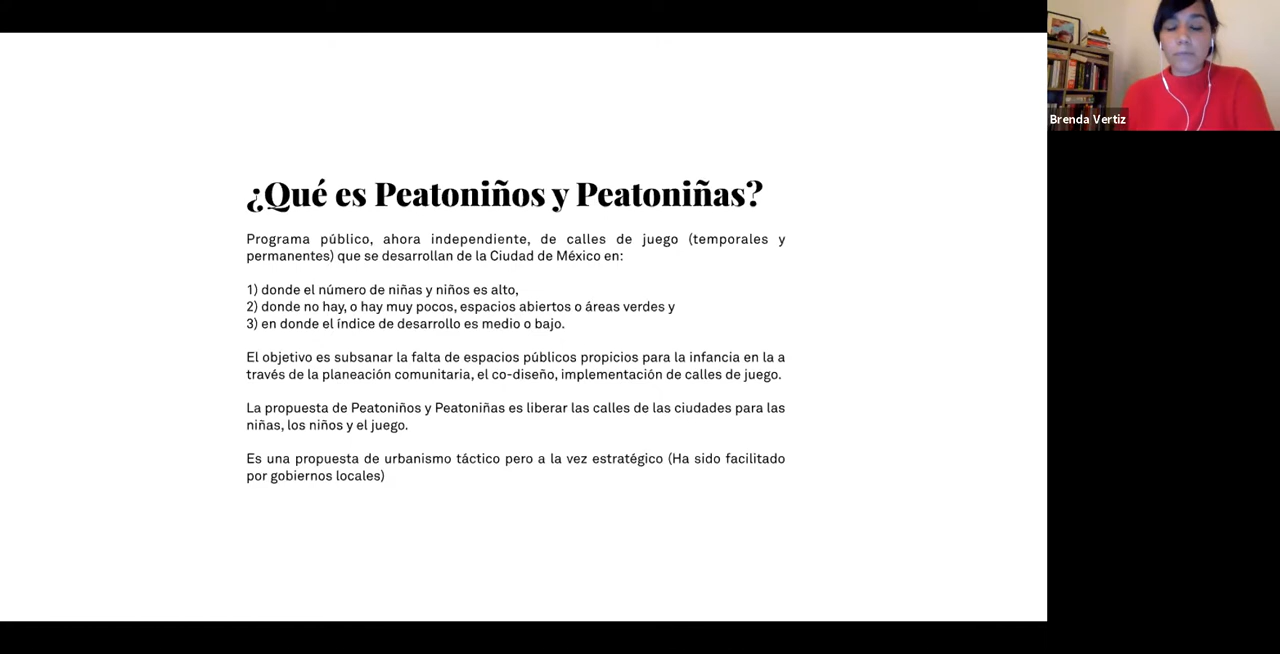 ¿Qué es Peatoniños y Peatoniñas?
Programa público, ahora independiente, de calles de juego (temporales y
permanentes) que se desarrollan de la Ciudad de México en:
1) donde el número de niñas y niños es alto,
2) donde no hay, o hay muy pocos, espacios abiertos o áreas verdes y
3) en donde el índice de desarrollo es medio o bajo.
El objetivo es subsanar la falta de espacios públicos propicios para la infancia en la a
través de la planeación comunitaria, el co-diseño, implementación de calles de juego.
La propuesta de Peatoniños y Peatoniñas es liberar las calles de las ciudades para las
niñas, los niños y el juego.
Es una propuesta de urbanismo táctico pero a la vez estratégico (Ha sido facilitado
por gobiernos locales)
Brenda Vertiz